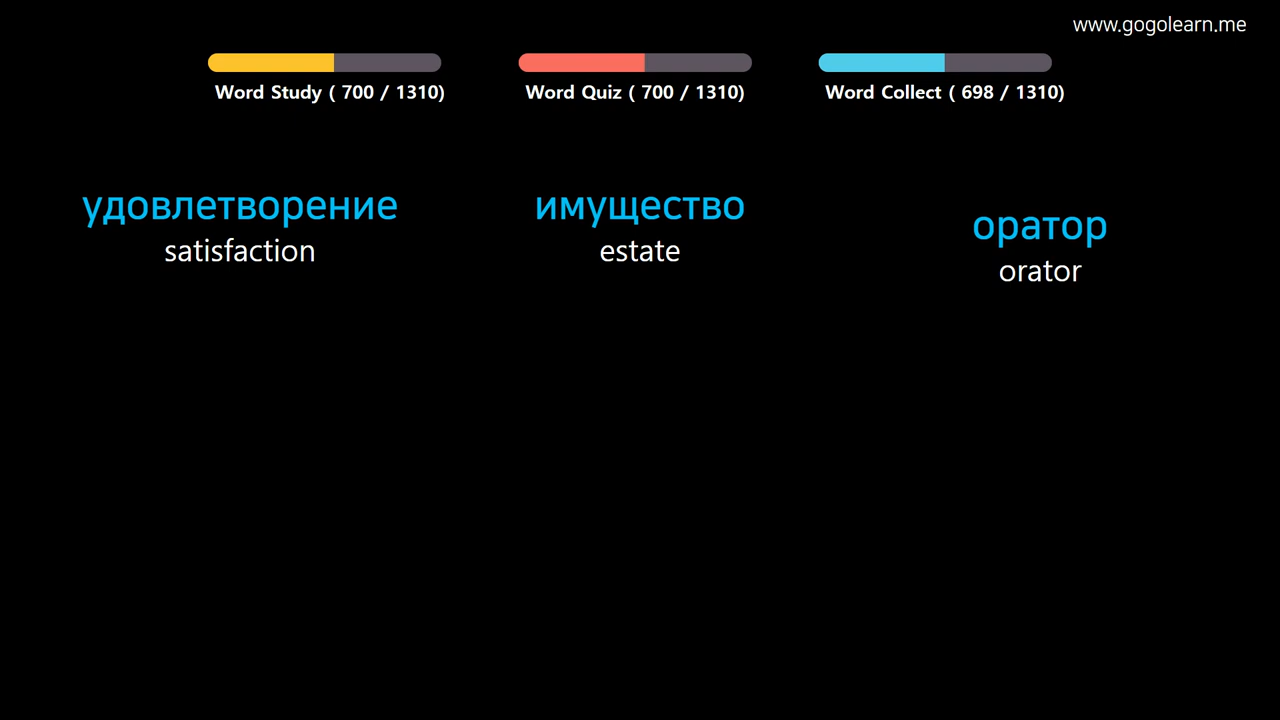 www.gogolearn.me
Word Study ( 700 / 1310)
Word Quiz ( 700 / 1310)
Word Collect ( 698 / 1310)
удовлетворение
satisfaction
имущество
estate
оратор
orator